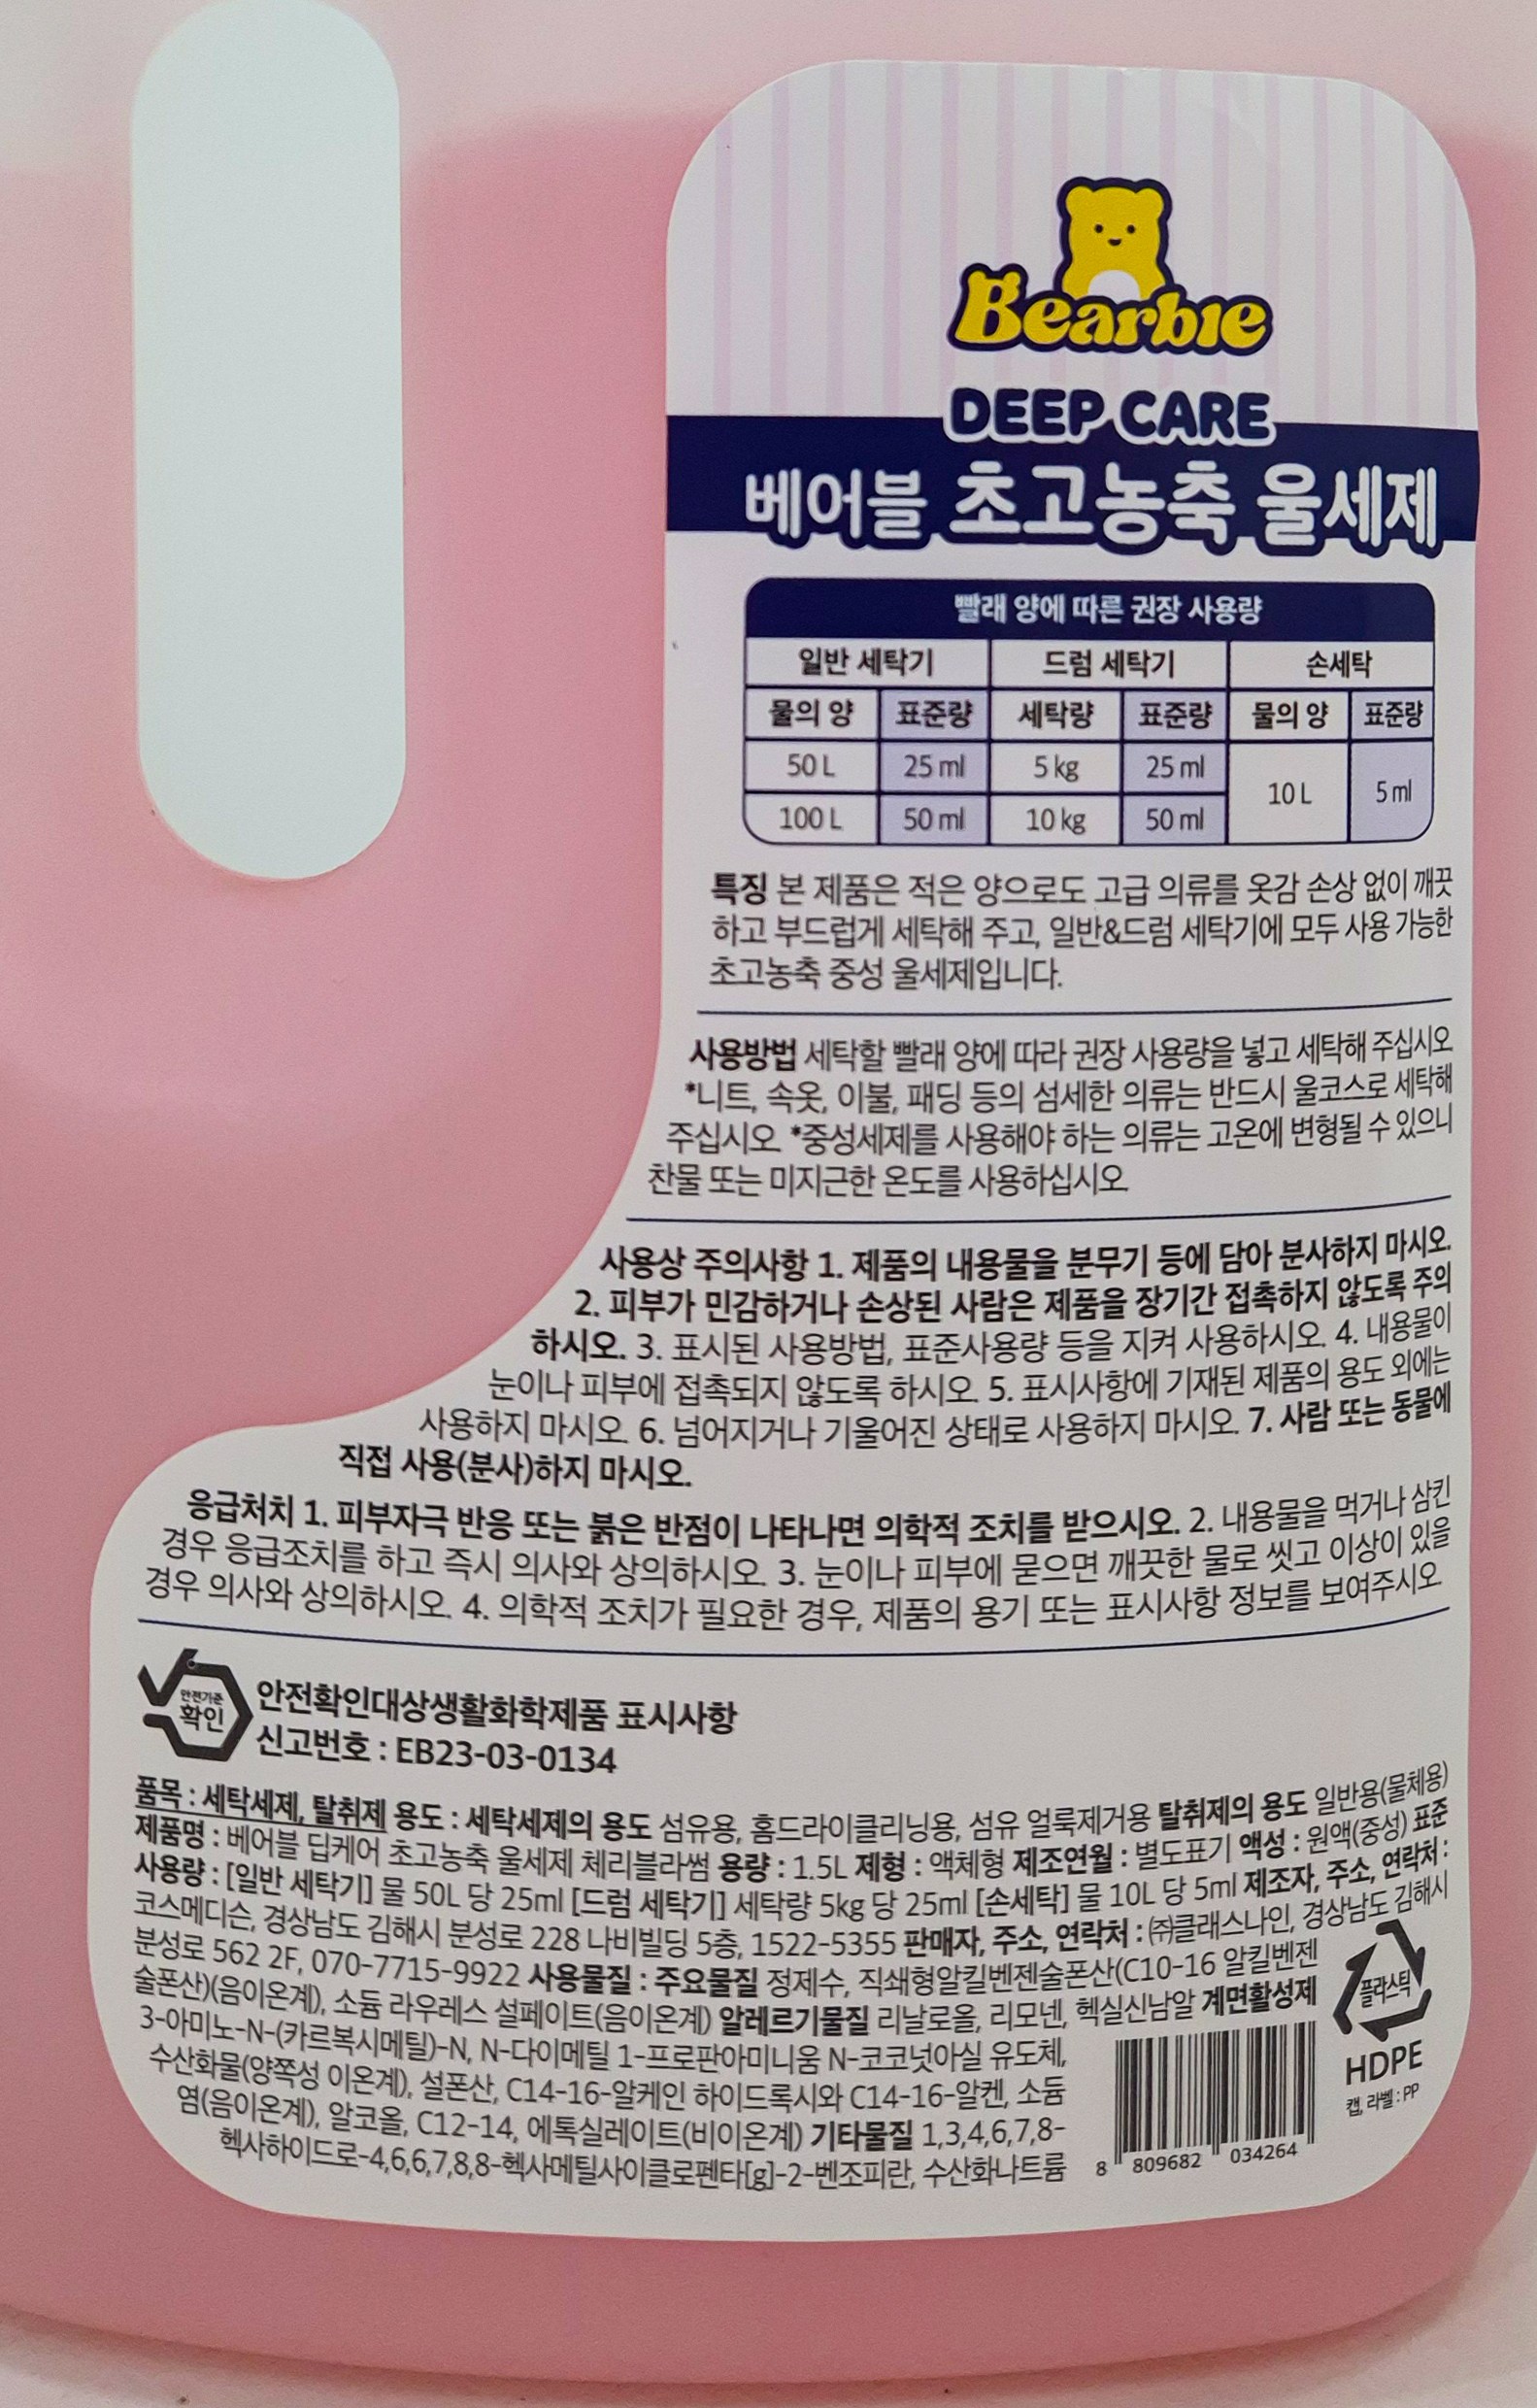 Bearbie
DEEP CARE
베어블 초고농축 울세제
빨래 양에 따른 권장 사용량
일반 세탁기 드럼 세탁기 손세탁
물의 양 표준량 세탁량 표준량 물의 양 표준량
50 L 25 ml 5 kg 25 ml 10 L 5 ml
100 L 50 ml 10 kg 50 ml
특징 본 제품은 적은 양으로도 고급 의류를 옷감 손상 없이 깨끗
하고 부드럽게 세탁해 주고, 일반&드럼 세탁기에 모두 사용 가능한
초고농축 중성 울세제입니다.
사용방법 세탁할 빨래 양에 따라 권장 사용량을 넣고 세탁해 주십시오
*니트, 속옷, 이불, 패딩 등의 섬세한 의류는 반드시 울코스로 세탁해
주십시오. *중성세제를 사용해야 하는 의류는 고온에 변형될 수 있으니
찬물 또는 미지근한 온도를 사용하십시오.
사용상 주의사항 1. 제품의 내용물을 분무기 등에 담아 분사하지 마시오.
2. 피부가 민감하거나 손상된 사람은 제품을 장기간 접촉하지 않도록 주의
하시오. 3. 표시된 사용방법, 표준사용량 등을 지켜 사용하시오. 4. 내용물이
눈이나 피부에 접촉되지 않도록 하시오. 5. 표시사항에 기재된 제품의 용도 외에는
사용하지 마시오. 6. 넘어지거나 기울어진 상태로 사용하지 마시오. 7. 사람 또는 동물에
직접 사용(분사)하지 마시오.
응급처치 1. 피부자극 반응 또는 붉은 반점이 나타나면 의학적 조치를 받으시오. 2. 내용물을 먹거나 삼킨
경우 응급조치를 하고 즉시 의사와 상의하시오. 3. 눈이나 피부에 묻으면 깨끗한 물로 씻고 이상이 있을
경우 의사와 상의하시오. 4. 의학적 조치가 필요한 경우, 제품의 용기 또는 표시사항 정보를 보여주시오.
안전기준
확인
안전확인대상생활화학제품 표시사항
신고번호 : EB23-03-0134
품목 : 세탁세제, 탈취제 용도 : 세탁세제의 용도 섬유용, 홈드라이클리닝용, 섬유 얼룩제거용 탈취제의 용도 일반용(물체용)
제품명 : 베어블 딥케어 초고농축 울세제 체리블라썸 용량 : 1.5L 제형 : 액체형 제조연월 : 별도표기 액성 : 원액(중성) 표준
사용량 : [일반 세탁기] 물 50L 당 25ml [드럼 세탁기] 세탁량 5kg 당 25ml [손세탁] 물 10L 당 5ml 제조자, 주소, 연락처 :
코스메디슨, 경상남도 김해시 분성로 228 나비빌딩 5층, 1522-5355 판매자, 주소, 연락처 : ㈜클래스나인, 경상남도 김해시
분성로 562 2F, 070-7715-9922 사용물질 : 주요물질 정제수, 직쇄형알킬벤젠술폰산(C10-16 알킬벤젠
술폰산)(음이온계), 소듐 라우레스 설페이트(음이온계) 알레르기물질 리날로올, 리모넨, 헥실신남알 계면활성제
3-아미노-N-(카르복시메틸)-N, N-다이메틸 1-프로판아미니움 N-코코넛아실 유도체,
수산화물(양쪽성 이온계), 설폰산, C14-16-알케인 하이드록시와 C14-16-알켄, 소듐
염(음이온계), 알코올, C12-14, 에톡실레이트(비이온계) 기타물질 1,3,4,6,7,8-
헥사하이드로-4,6,6,7,8,8-헥사메틸사이클로펜타[g]-2-벤조피란, 수산화나트륨
플라스틱
HDPE
캡, 라벨 : PP
8 809682 034264